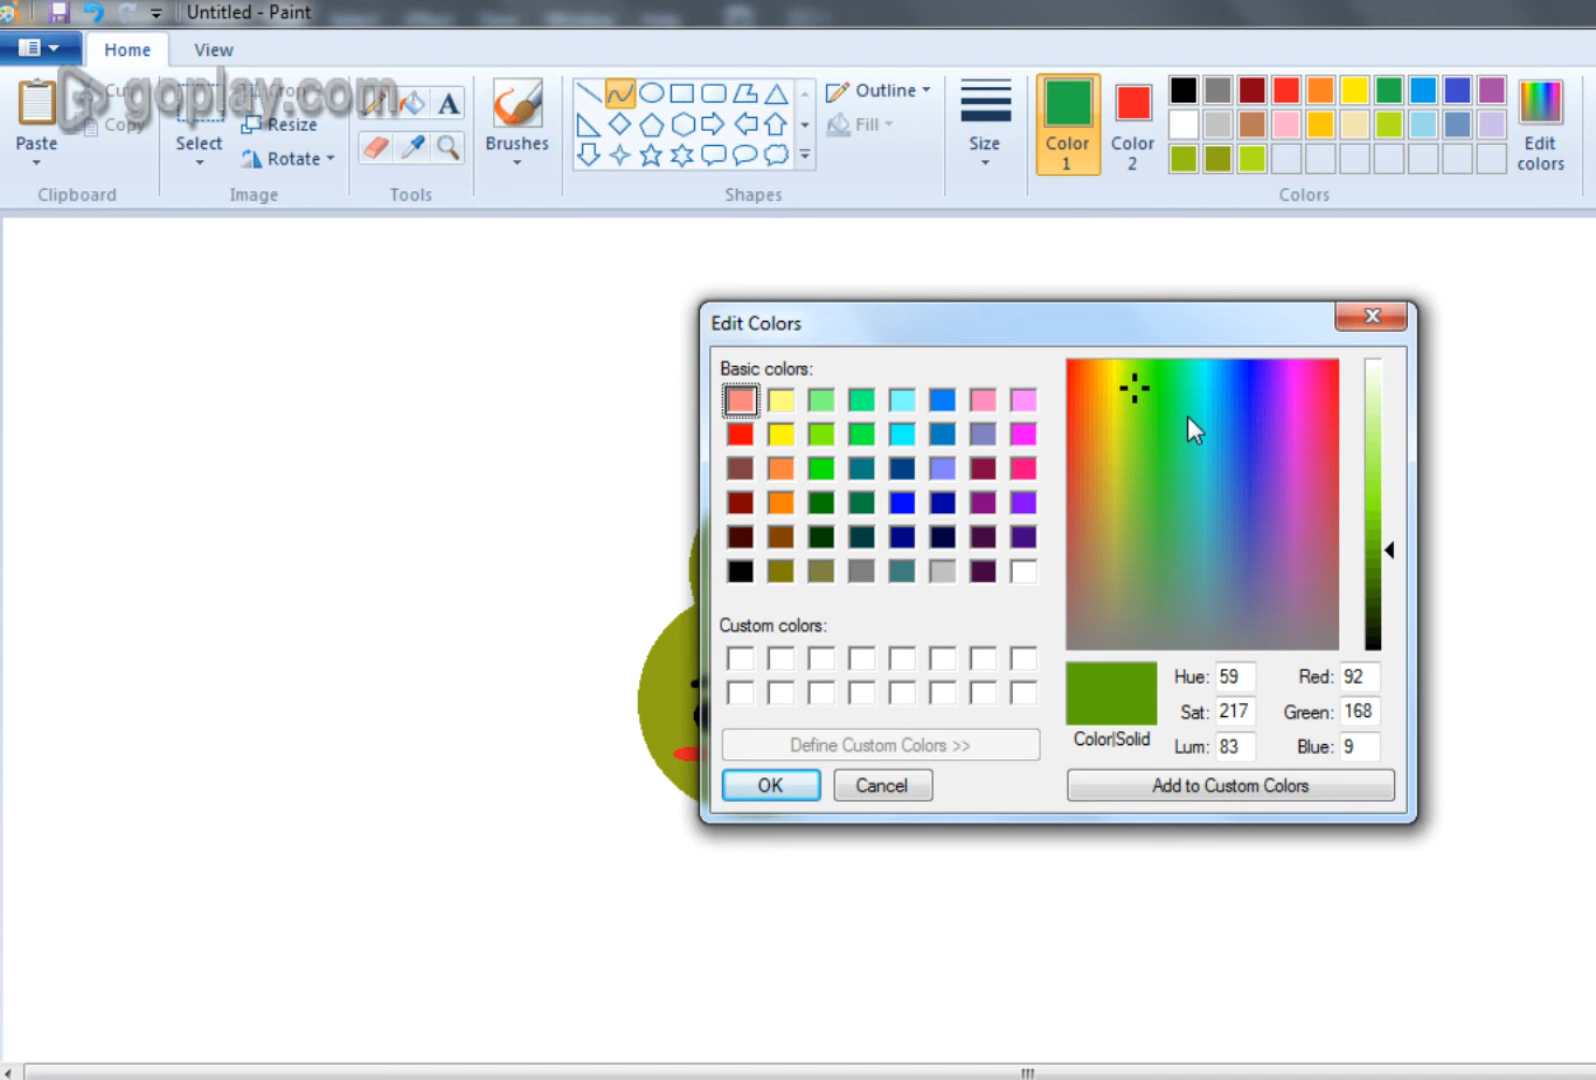 Untitled - Paint
Home View
goplay.com
Paste
Cut
Copy
Clipboard
Select
Crop
Resize
Rotate
Image
Tools
Brushes
Shapes
Outline
Fill
Size
Color 1
Color 2
Edit colors
Colors
Edit Colors
Basic colors:
Custom colors:
Define Custom Colors >>
OK Cancel
Color|Solid
Hue: 59 Red: 92
Sat: 217 Green: 168
Lum: 83 Blue: 9
Add to Custom Colors